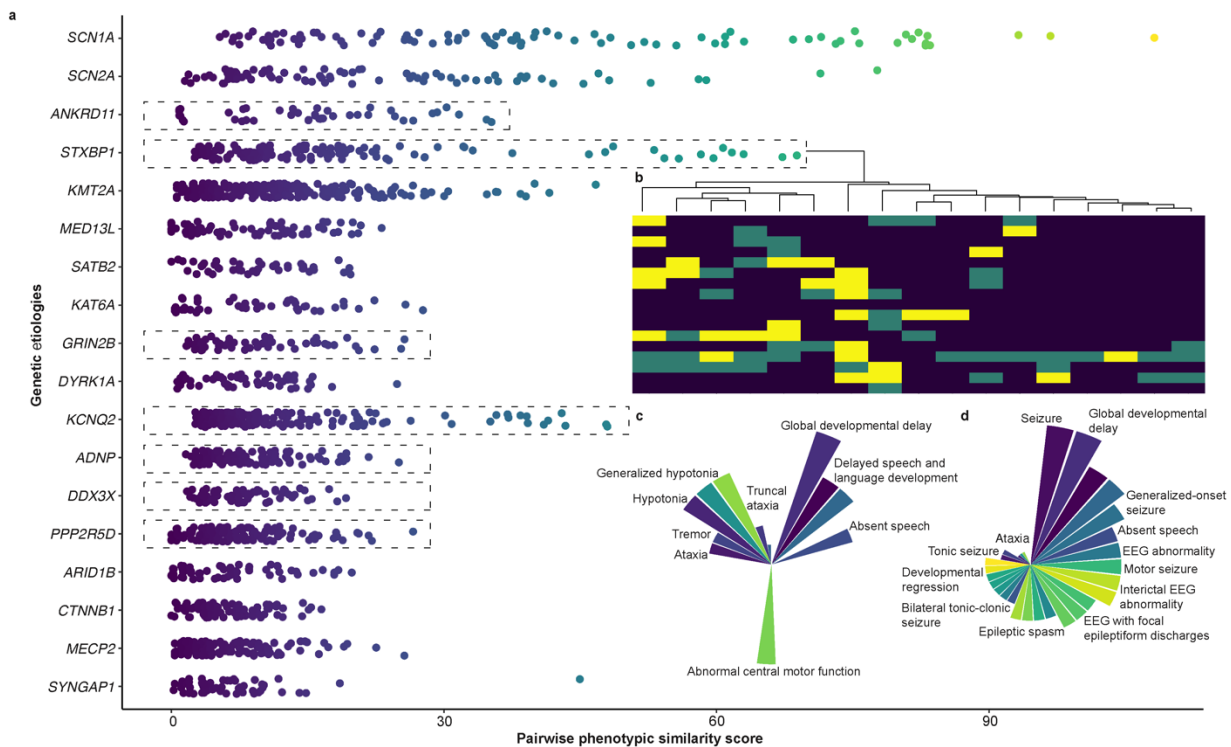 a
SCN1A
SCN2A
ANKRD11
STXBP1
KMT2A
MED13L
SATB2
KAT6A
GRIN2B
DYRK1A
KCNQ2
ADNP
DDX3X
PPP2R5D
ARID1B
CTNNB1
MECP2
SYNGAP1
Genetic etiologies
0
30
60
90
Pairwise phenotypic similarity score
b
c
Global developmental delay
Delayed speech and
language development
Absent speech
Generalized hypotonia
Hypotonia
Truncal
ataxia
Tremor
Ataxia
Abnormal central motor function
d
Seizure
Global developmental
delay
Generalized-onset
seizure
Absent speech
EEG abnormality
Motor seizure
Interictal EEG
abnormality
EEG with focal
epileptiform discharges
Epileptic spasm
Bilateral tonic-clonic
seizure
Developmental
regression
Tonic seizure
Ataxia